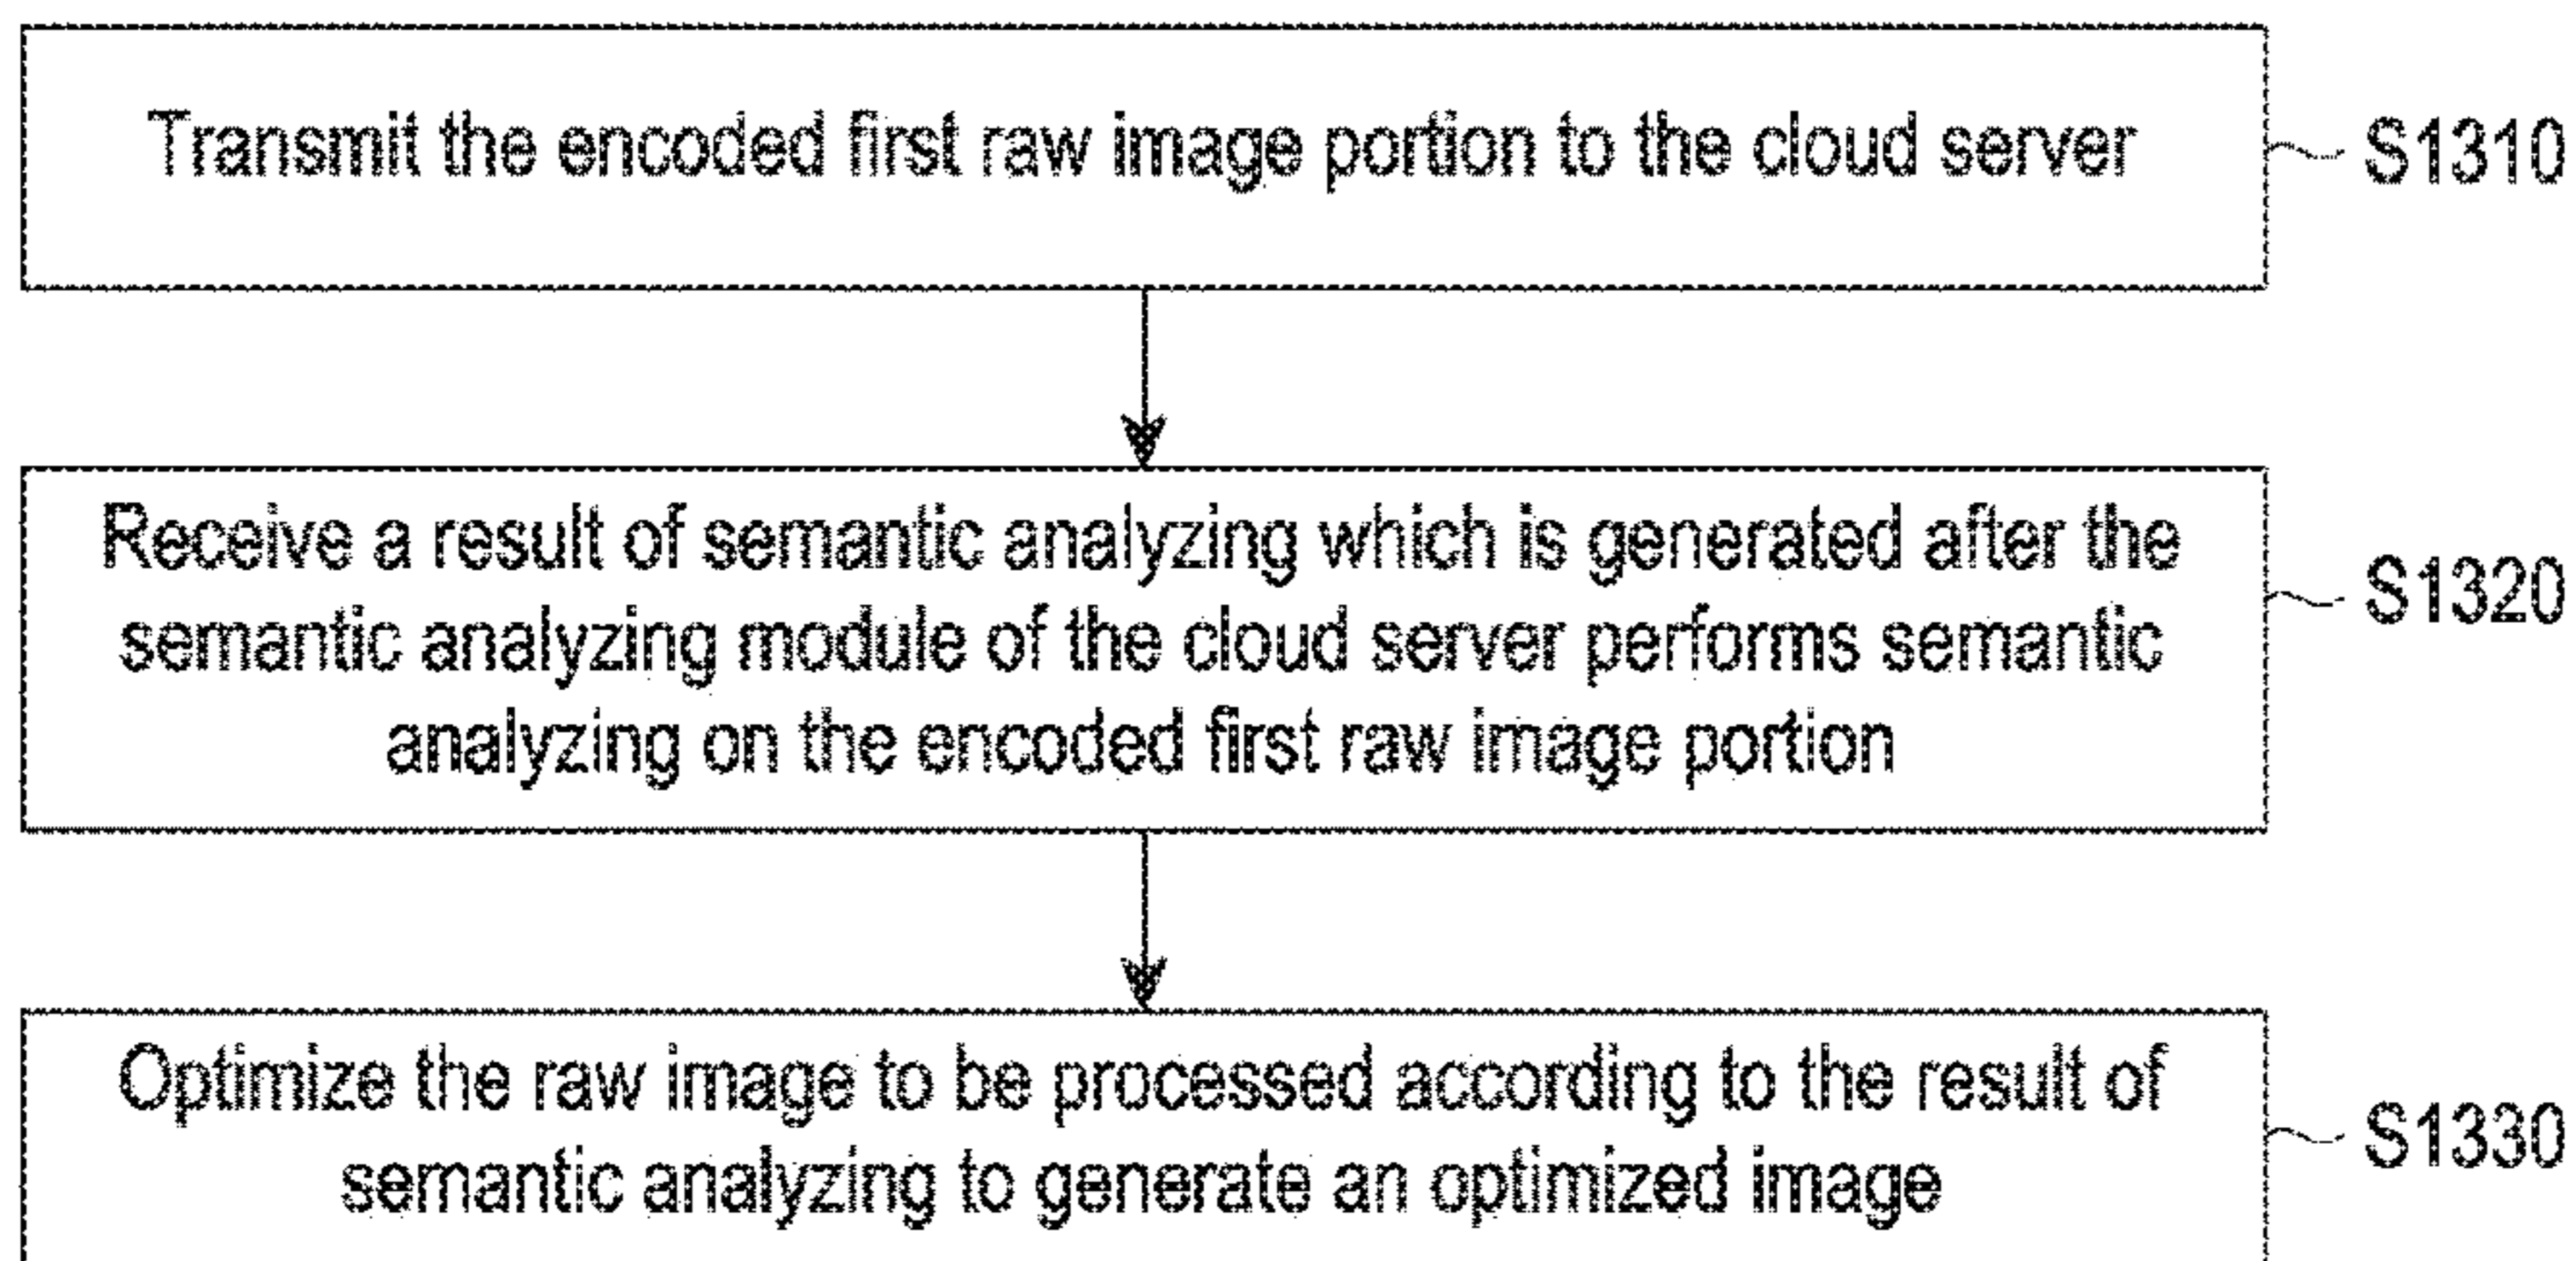 Transmit the encoded first raw image portion to the cloud server
S1310
Receive a result of semantic analyzing which is generated after the
semantic analyzing module of the cloud server performs semantic
analyzing on the encoded first raw image portion
S1320
Optimize the raw image to be processed according to the result of
semantic analyzing to generate an optimized image
S1330